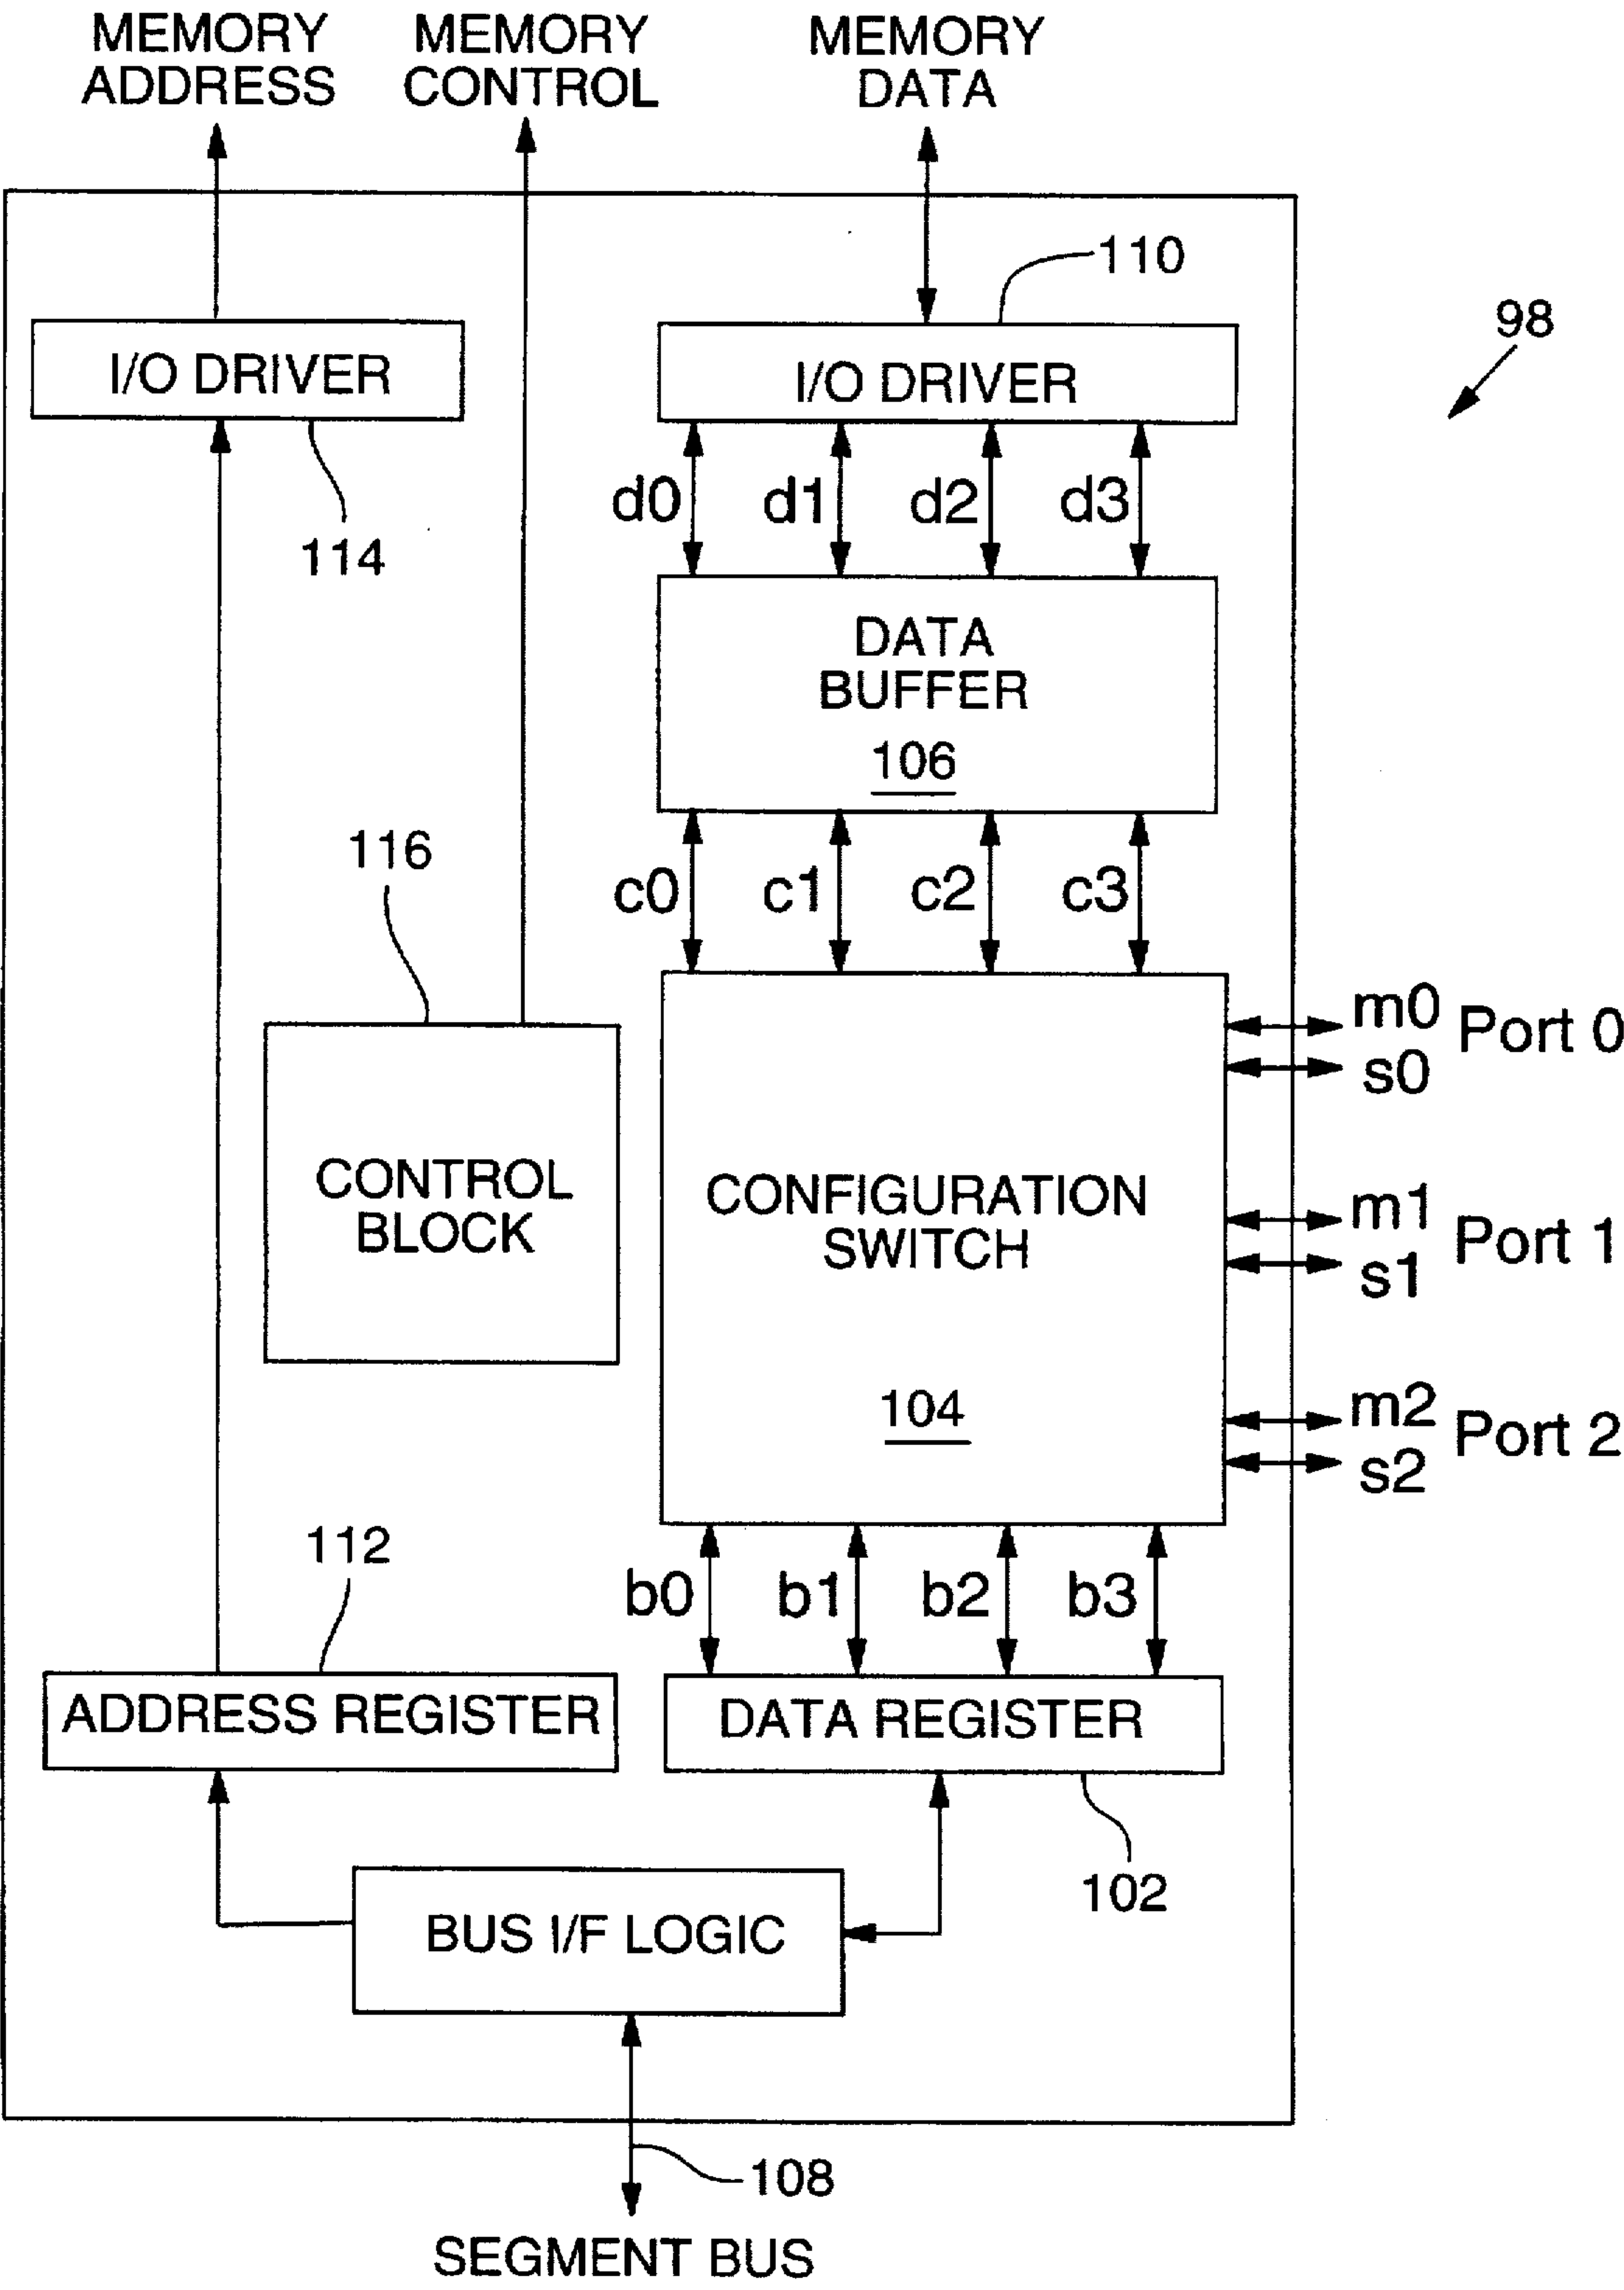 MEMORY
ADDRESS
MEMORY
CONTROL
MEMORY
DATA
110
98
I/O DRIVER
I/O DRIVER
114
d0
d1
d2
d3
DATA
BUFFER
106
116
c0
c1
c2
c3
m0
s0
Port 0
CONTROL
BLOCK
CONFIGURATION
SWITCH
m1
s1
Port 1
104
m2
s2
Port 2
112
b0
b1
b2
b3
ADDRESS REGISTER
DATA REGISTER
102
BUS I/F LOGIC
108
SEGMENT BUS